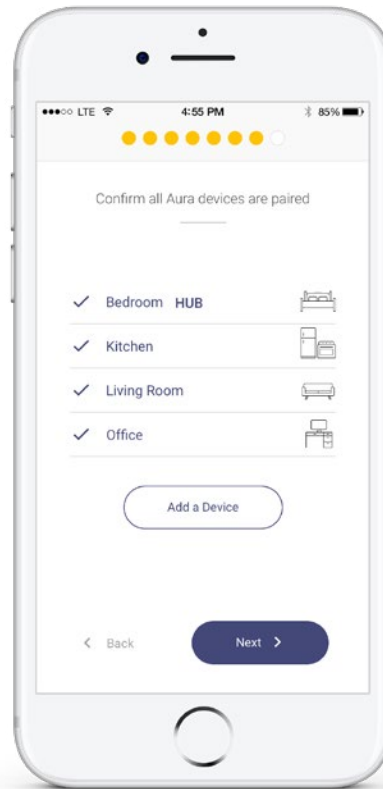 LTE 4:55 PM 85%
Confirm all Aura devices are paired
Bedroom HUB
Kitchen
Living Room
Office
Add a Device
Back Next